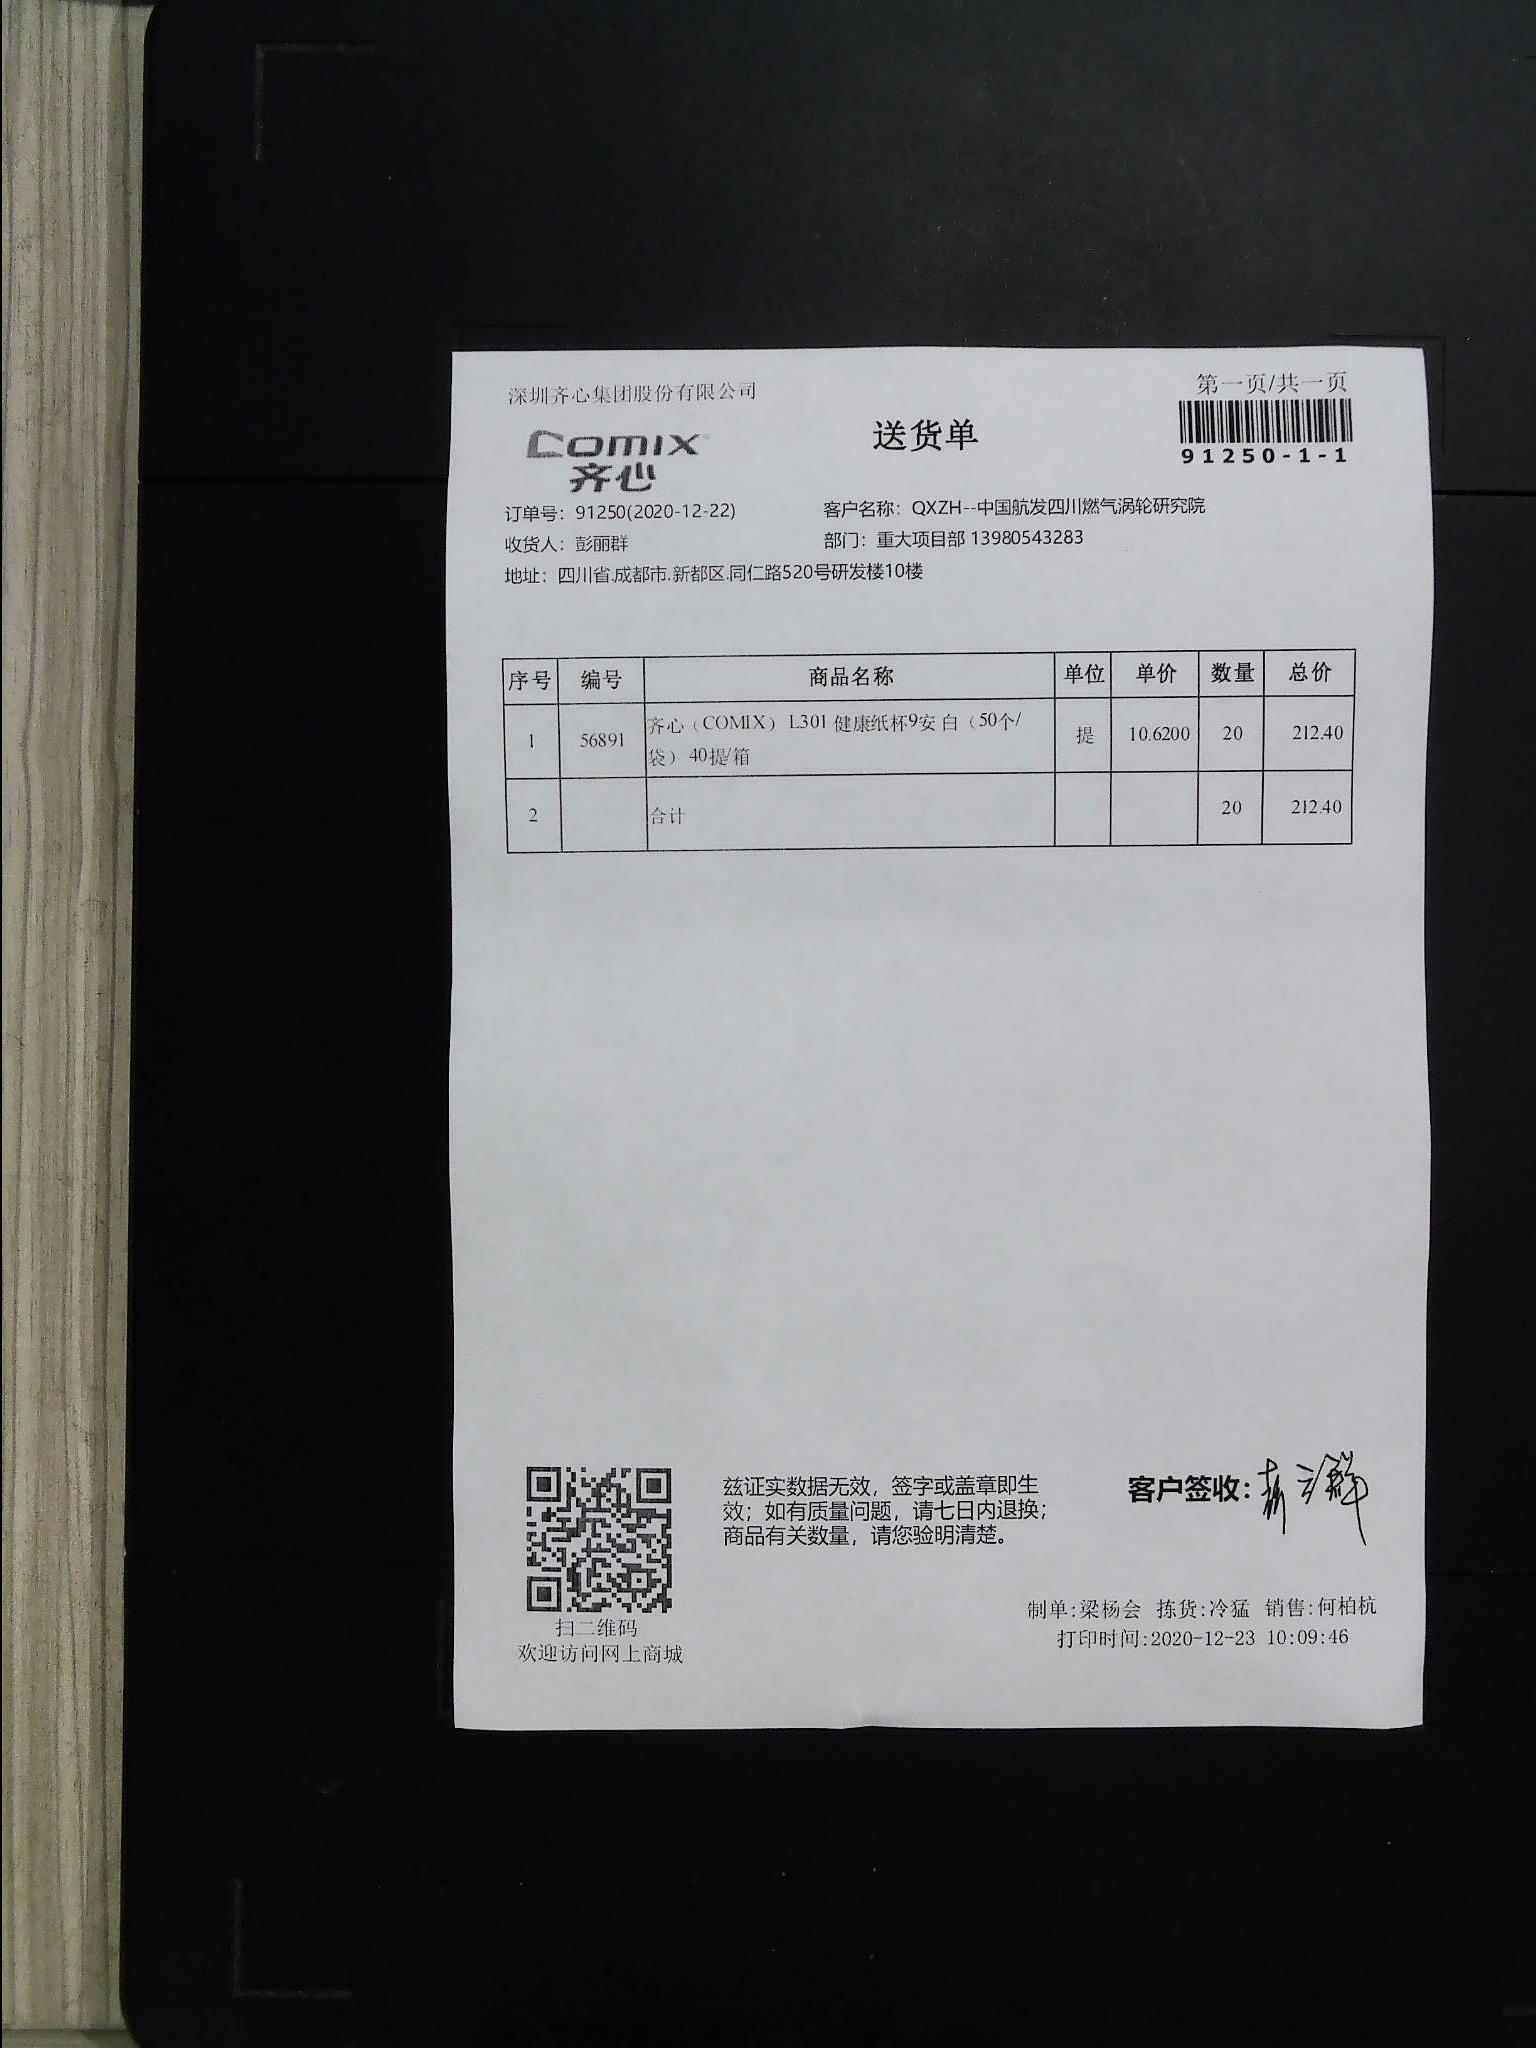 深圳齐心集团股份有限公司
第一页/共一页
COMIX
齐心
送货单
91250-1-1
订单号：91250(2020-12-22)
客户名称：QXZH--中国航发四川燃气涡轮研究院
收货人：彭丽群
部门：重大项目部 13980543283
地址：四川省.成都市.新都区.同仁路520号研发楼10楼
序号 编号 商品名称 单位 单价 数量 总价
1 56891 齐心（COMIX） L301 健康纸杯9安 白（50个/ 提 10.6200 20 212.40
袋） 40提/箱
2 合计 20 212.40
兹证实数据无效，签字或盖章即生
效；如有质量问题，请七日内退换；
商品有关数量，请您验明清楚。
客户签收：彭丽群
扫二维码
欢迎访问网上商城
制单:梁杨会 拣货:冷猛 销售:何柏杭
打印时间:2020-12-23 10:09:46